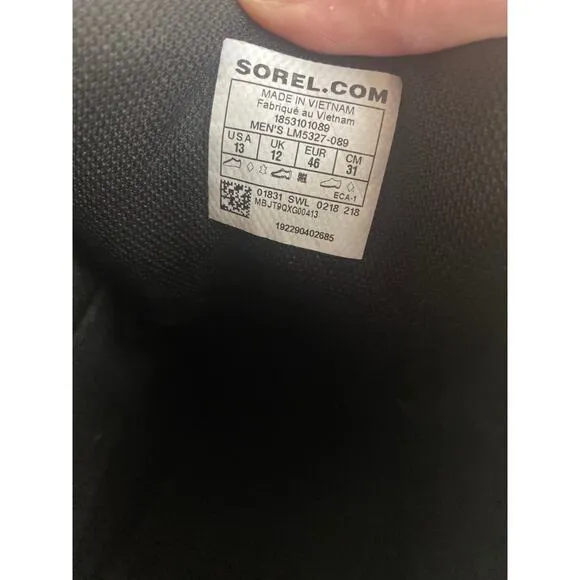 SOREL.COM
MADE IN VIETNAM
Fabriqué au Vietnam
1853101089
MEN'S LM5327-089
USA UK EUR CM
13 12 46 31
ECA-1
01831 SWL 0218 218
MBJT9QXG00413
192290402685